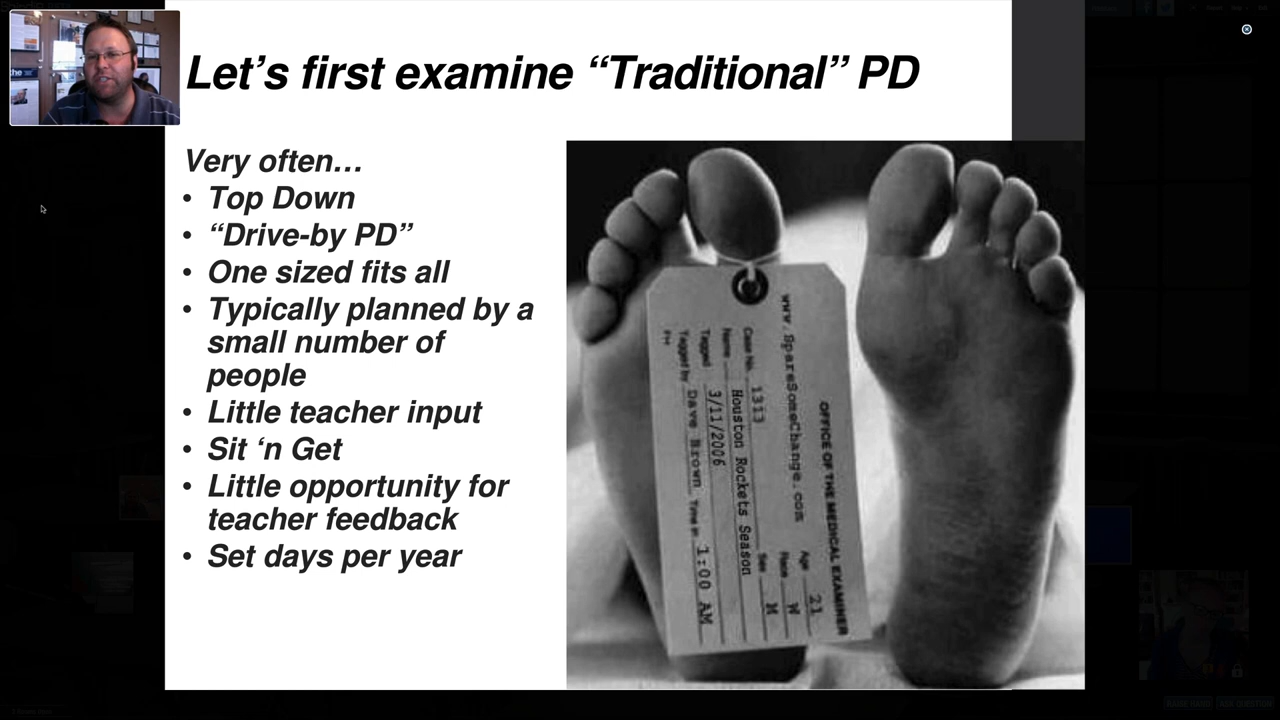 Let’s first examine “Traditional” PD
Very often…
• Top Down
• “Drive-by PD”
• One sized fits all
• Typically planned by a
small number of
people
• Little teacher input
• Sit ‘n Get
• Little opportunity for
teacher feedback
• Set days per year
OFFICE OF THE MEDICAL EXAMINER
www.SpareSomeChange.com
Age 21
Race W
Sex M
Case No. 1313
Name Houston Rockets Season
Tagged 3/11/2006
Tagged by Dave Brown Time in 1:00 AM